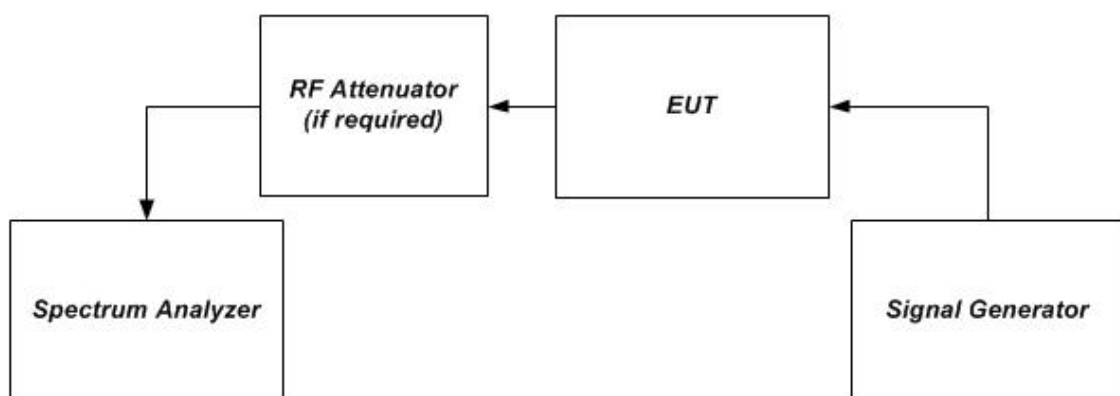 RF Attenuator
(if required)
EUT
Spectrum Analyzer
Signal Generator